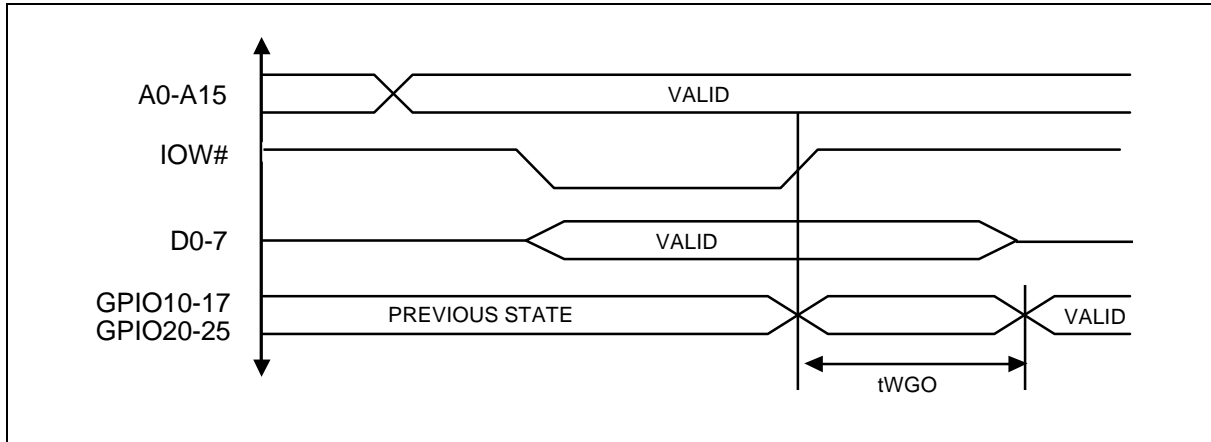 A0-A15
VALID
IOW#
D0-7
VALID
GPIO10-17
GPIO20-25
PREVIOUS STATE
VALID
tWGO